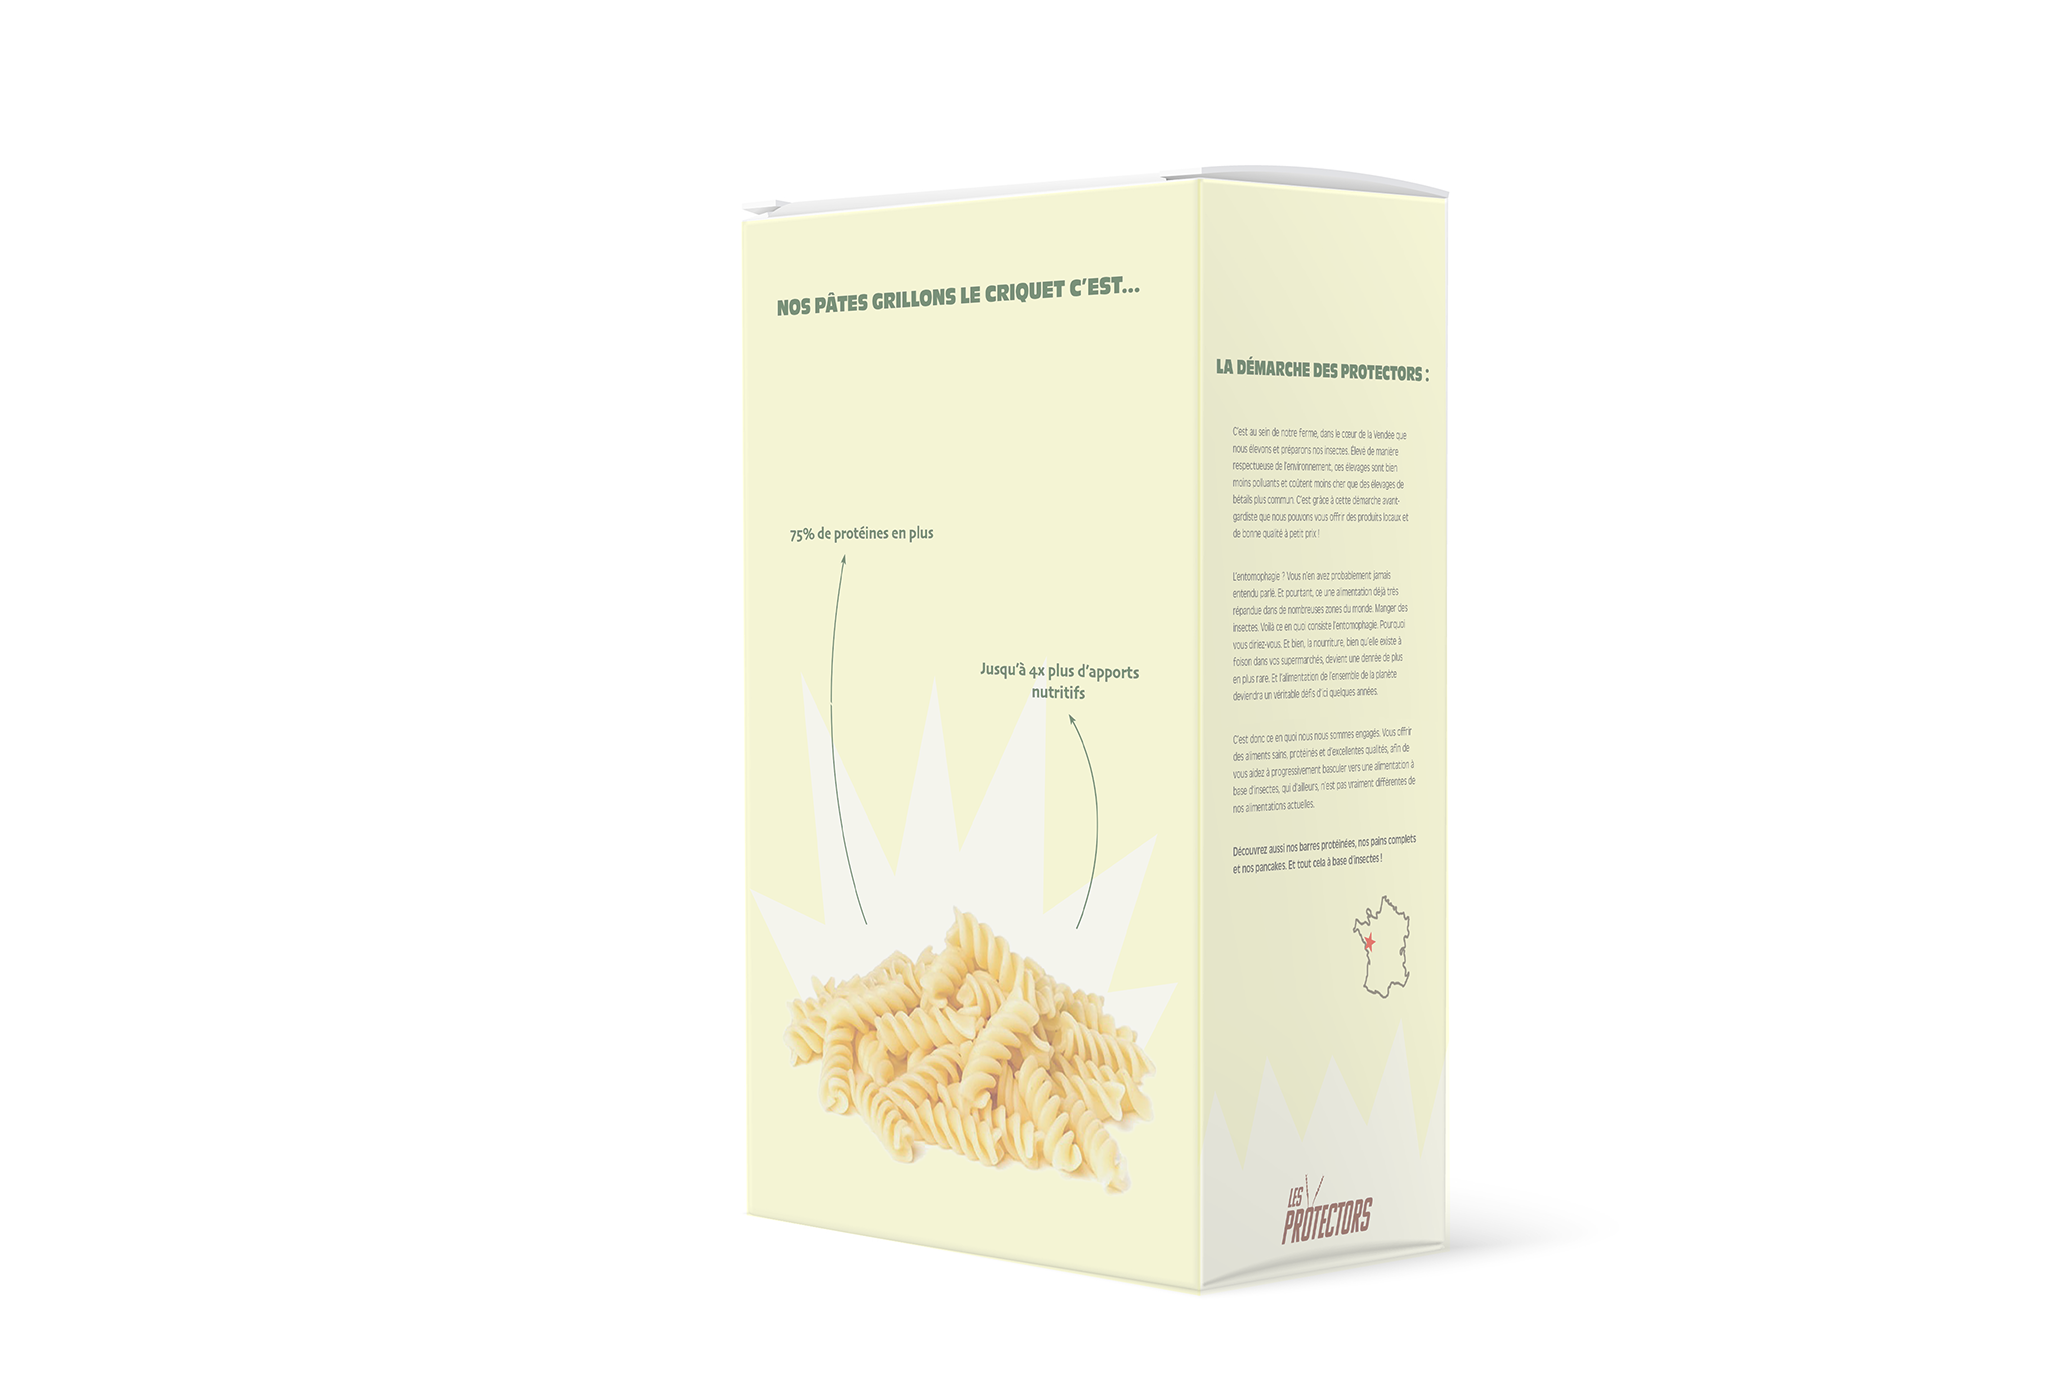 NOS PÂTES GRILLONS LE CRIQUET C'EST...
75% de protéines en plus
Jusqu'à 4x plus d'apports
nutritifs
LA DÉMARCHE DES PROTECTORS :
C'est au sein de notre ferme, dans le cœur de la Vendée que
nous élevons et préparons nos insectes. Élevé de manière
respectueuse de l'environnement, ces élevages sont bien
moins polluants et coûtent moins cher que des élevages de
bétails plus commun. C'est grâce à cette démarche avant-
gardiste que nous pouvons vous offrir des produits locaux et
de bonne qualité à petit prix !
L'entomophagie ? Vous n'en avez probablement jamais
entendu parlé. Et pourtant, ce une alimentation déjà très
répandue dans de nombreuses zones du monde. Manger des
insectes. Voilà ce en quoi consiste l'entomophagie. Pourquoi
vous diriez-vous. Et bien, la nourriture, bien qu'elle existe à
foison dans vos supermarchés, devient une denrée de plus
en plus rare. Et l'alimentation de l'ensemble de la planète
deviendra un véritable défis d'ici quelques années.
C'est donc ce en quoi nous nous sommes engagés. Vous offrir
des aliments sains, protéinés et d'excellentes qualités, afin de
vous aidez à progressivement basculer vers une alimentation à
base d'insectes, qui d'ailleurs, n'est pas vraiment différentes de
nos alimentations actuelles.
Découvrez aussi nos barres protéinées, nos pains complets
et nos pancakes. Et tout cela à base d'insectes !
LES
PROTECTORS